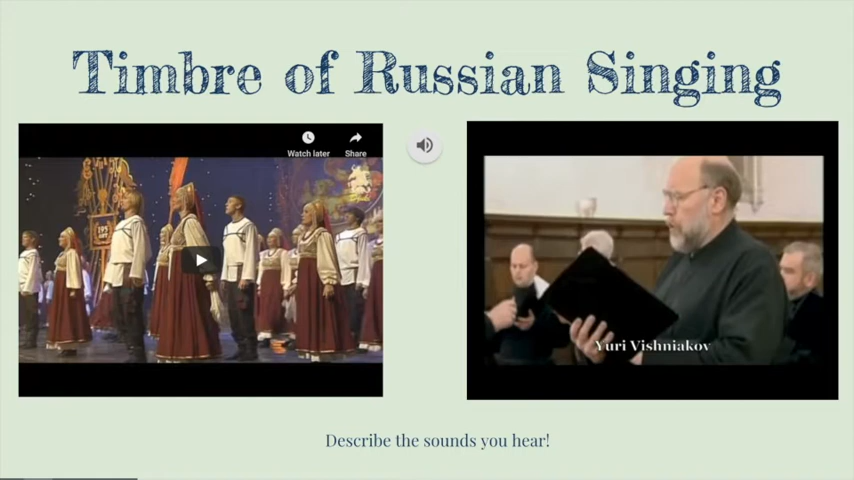 Timbre of Russian Singing
Watch later
Share
Yuri Vishniakov
Describe the sounds you hear!